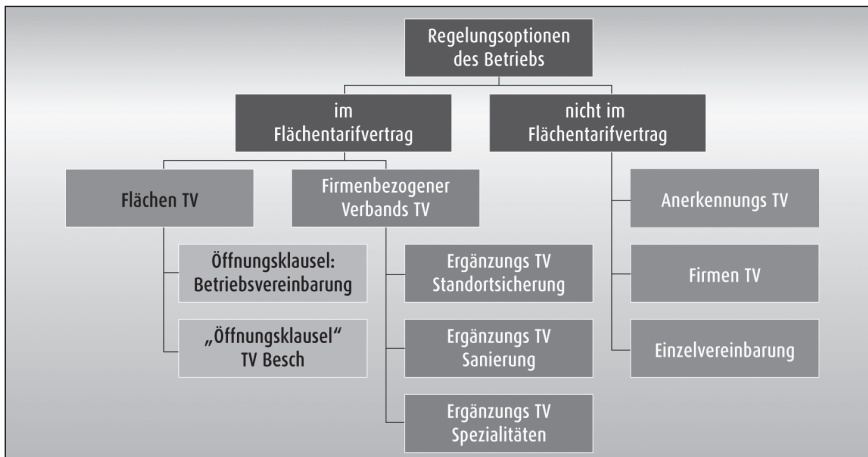 Regelungsoptionen
des Betriebs
im
Flächentarifvertrag
nicht im
Flächentarifvertrag
Flächen TV
Firmenbezogener
Verbands TV
Anerkennungs TV
Öffnungsklausel:
Betriebsvereinbarung
Ergänzungs TV
Standortsicherung
Firmen TV
„Öffnungsklausel“
TV Besch
Ergänzungs TV
Sanierung
Einzelvereinbarung
Ergänzungs TV
Spezialitäten